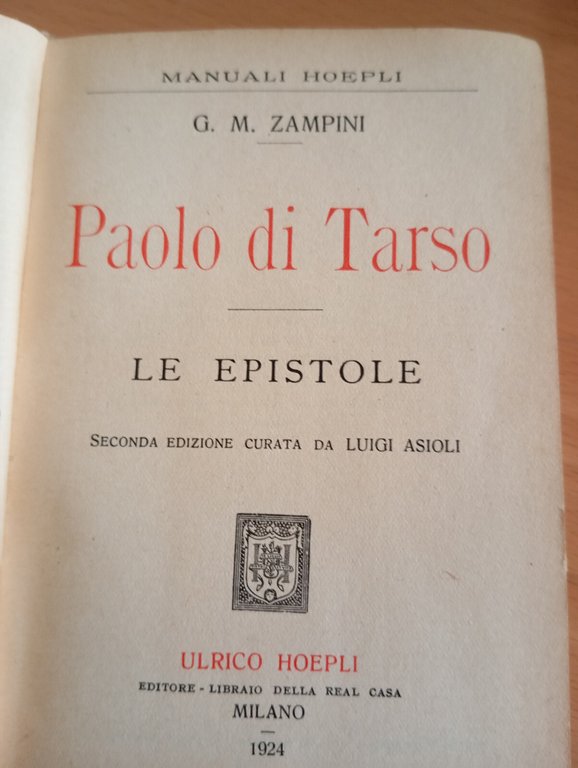 MANUALI HOEPLI
G. M. ZAMPINI
Paolo di Tarso
LE EPISTOLE
SECONDA EDIZIONE CURATA DA LUIGI ASIOLI
ULRICO HOEPLI
EDITORE - LIBRAIO DELLA REAL CASA
MILANO
1924